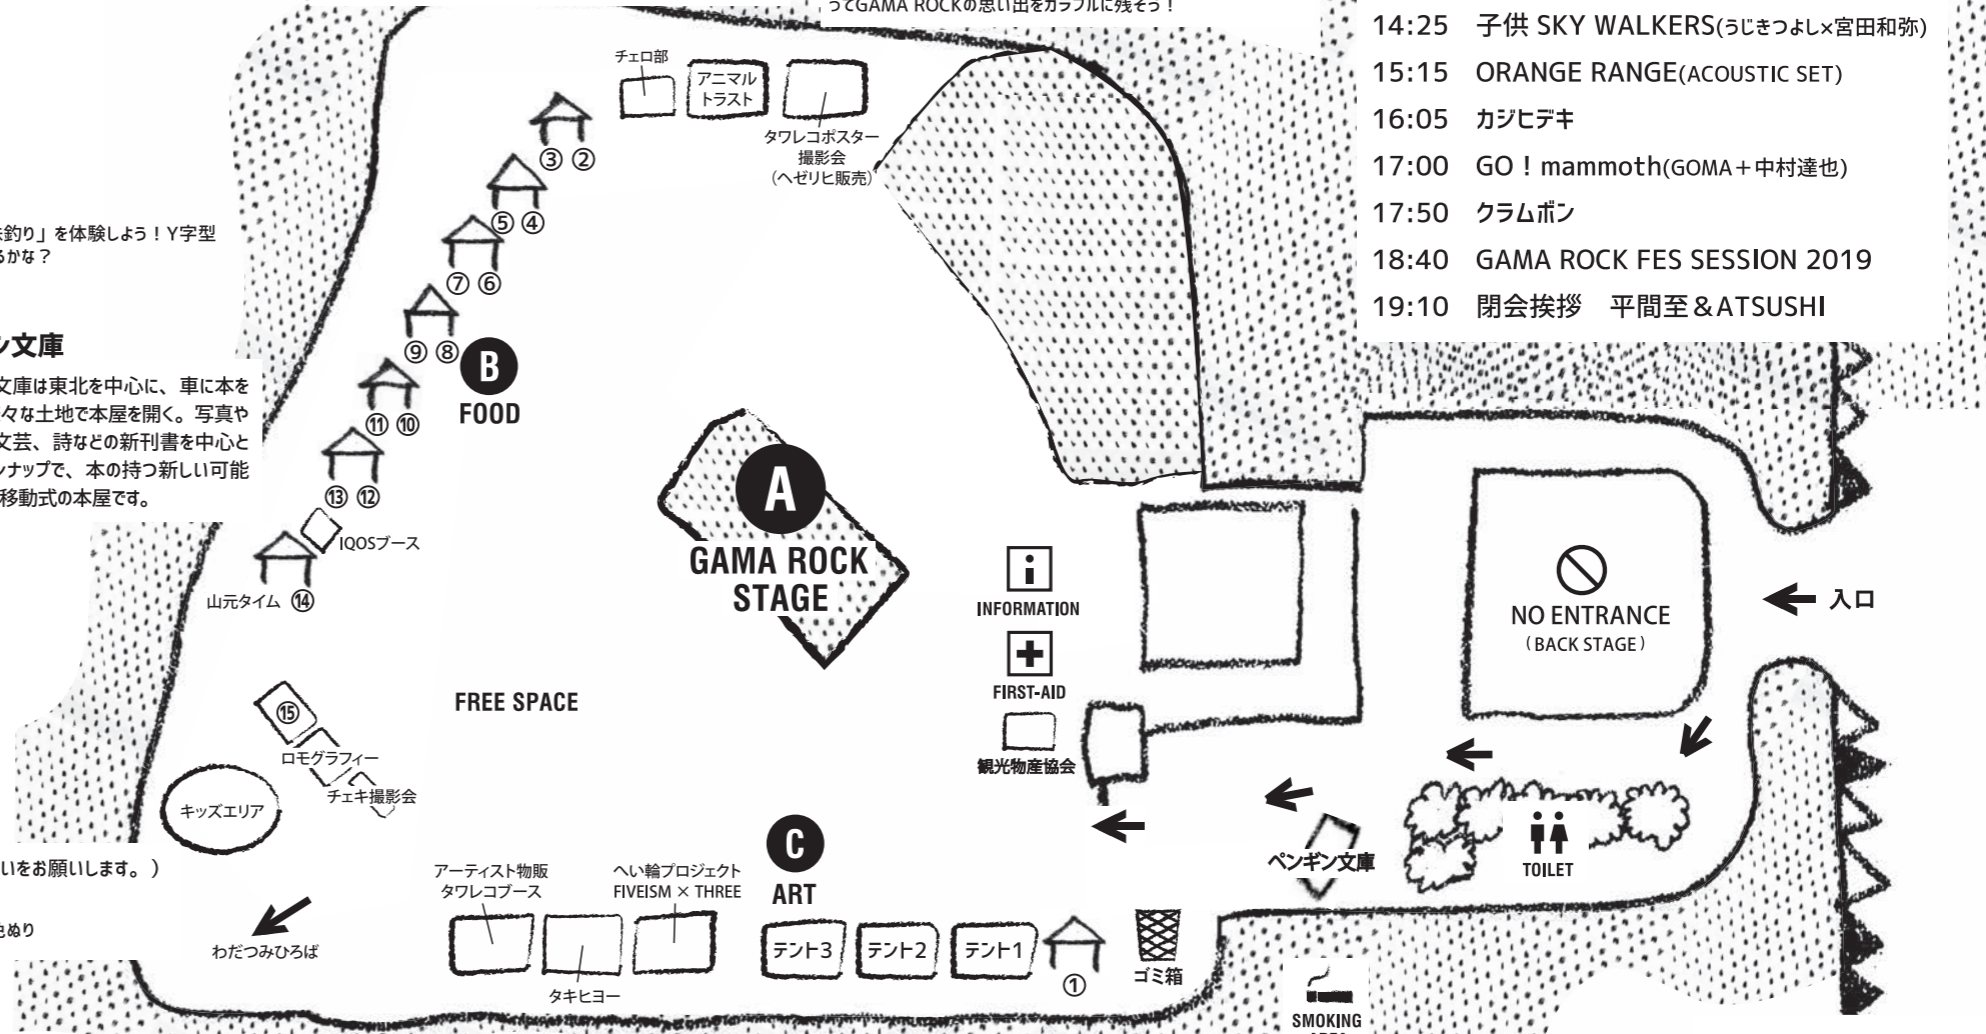 ってGAMA ROCKの思い出をカラフルに残そう！
14:25 子供 SKY WALKERS(うじきつよし×宮田和弥)
15:15 ORANGE RANGE(ACOUSTIC SET)
16:05 カジヒデキ
17:00 GO！mammoth(GOMA＋中村達也)
17:50 クラムボン
18:40 GAMA ROCK FES SESSION 2019
19:10 閉会挨拶　平間至＆ATSUSHI
チェロ部
アニマル
トラスト
タワレコポスター
撮影会
（ヘゼリヒ販売）
③ ②
⑤ ④
⑦ ⑥
⑨ ⑧
⑪ ⑩
⑬ ⑫
釣り」を体験しよう！Y字型
るかな？
ン文庫
文庫は東北を中心に、車に本を
々な土地で本屋を開く。写真や
文芸、詩などの新刊書を中心と
ンナップで、本の持つ新しい可能
移動式の本屋です。
B
FOOD
A
GAMA ROCK
STAGE
IQOSブース
山元タイム ⑭
INFORMATION
FIRST-AID
観光物産協会
NO ENTRANCE
(BACK STAGE)
入口
FREE SPACE
⑮
ロモグラフィー
チェキ撮影会
キッズエリア
いをお願いします。）
色ぬり
わだつみひろば
アーティスト物販
タワレコブース
へい輪プロジェクト
FIVEISM × THREE
タキヒヨー
C
ART
テント3
テント2
テント1
①
ゴミ箱
ペンギン文庫
TOILET
SMOKING